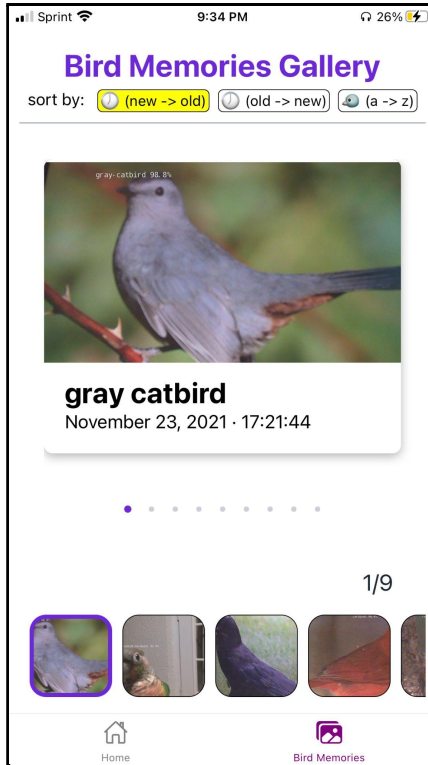 Sprint 9:34 PM 26%
Bird Memories Gallery
sort by: (new -> old) (old -> new) (a -> z)
gray-catbird 98.8%
gray catbird
November 23, 2021 · 17:21:44
1/9
Home Bird Memories